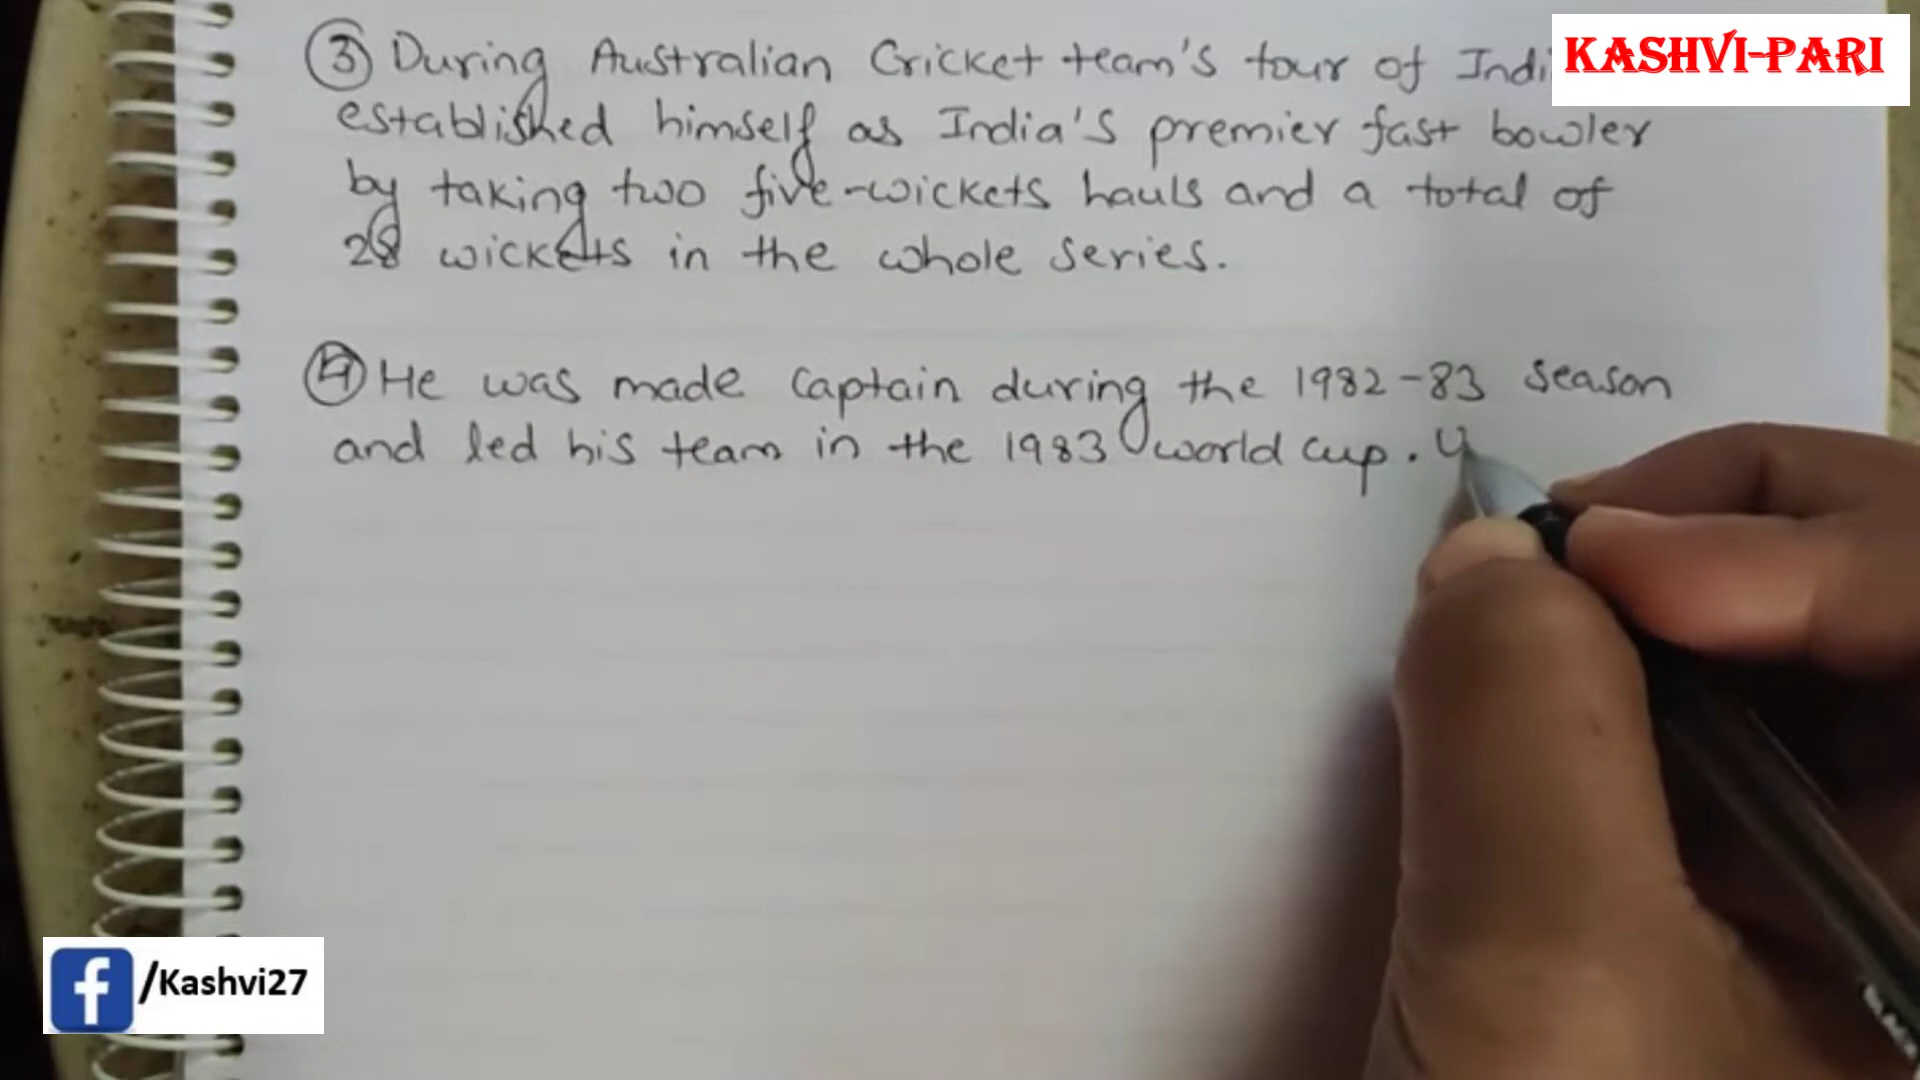 ③ During Australian Cricket team's tour of Indi
KASHVI-PARI
established himself as India's premier fast bowler
by taking two five-wickets hauls and a total of
28 wickets in the whole series.
④ He was made captain during the 1982-83 season
and led his team in the 1983 world cup.
/Kashvi27